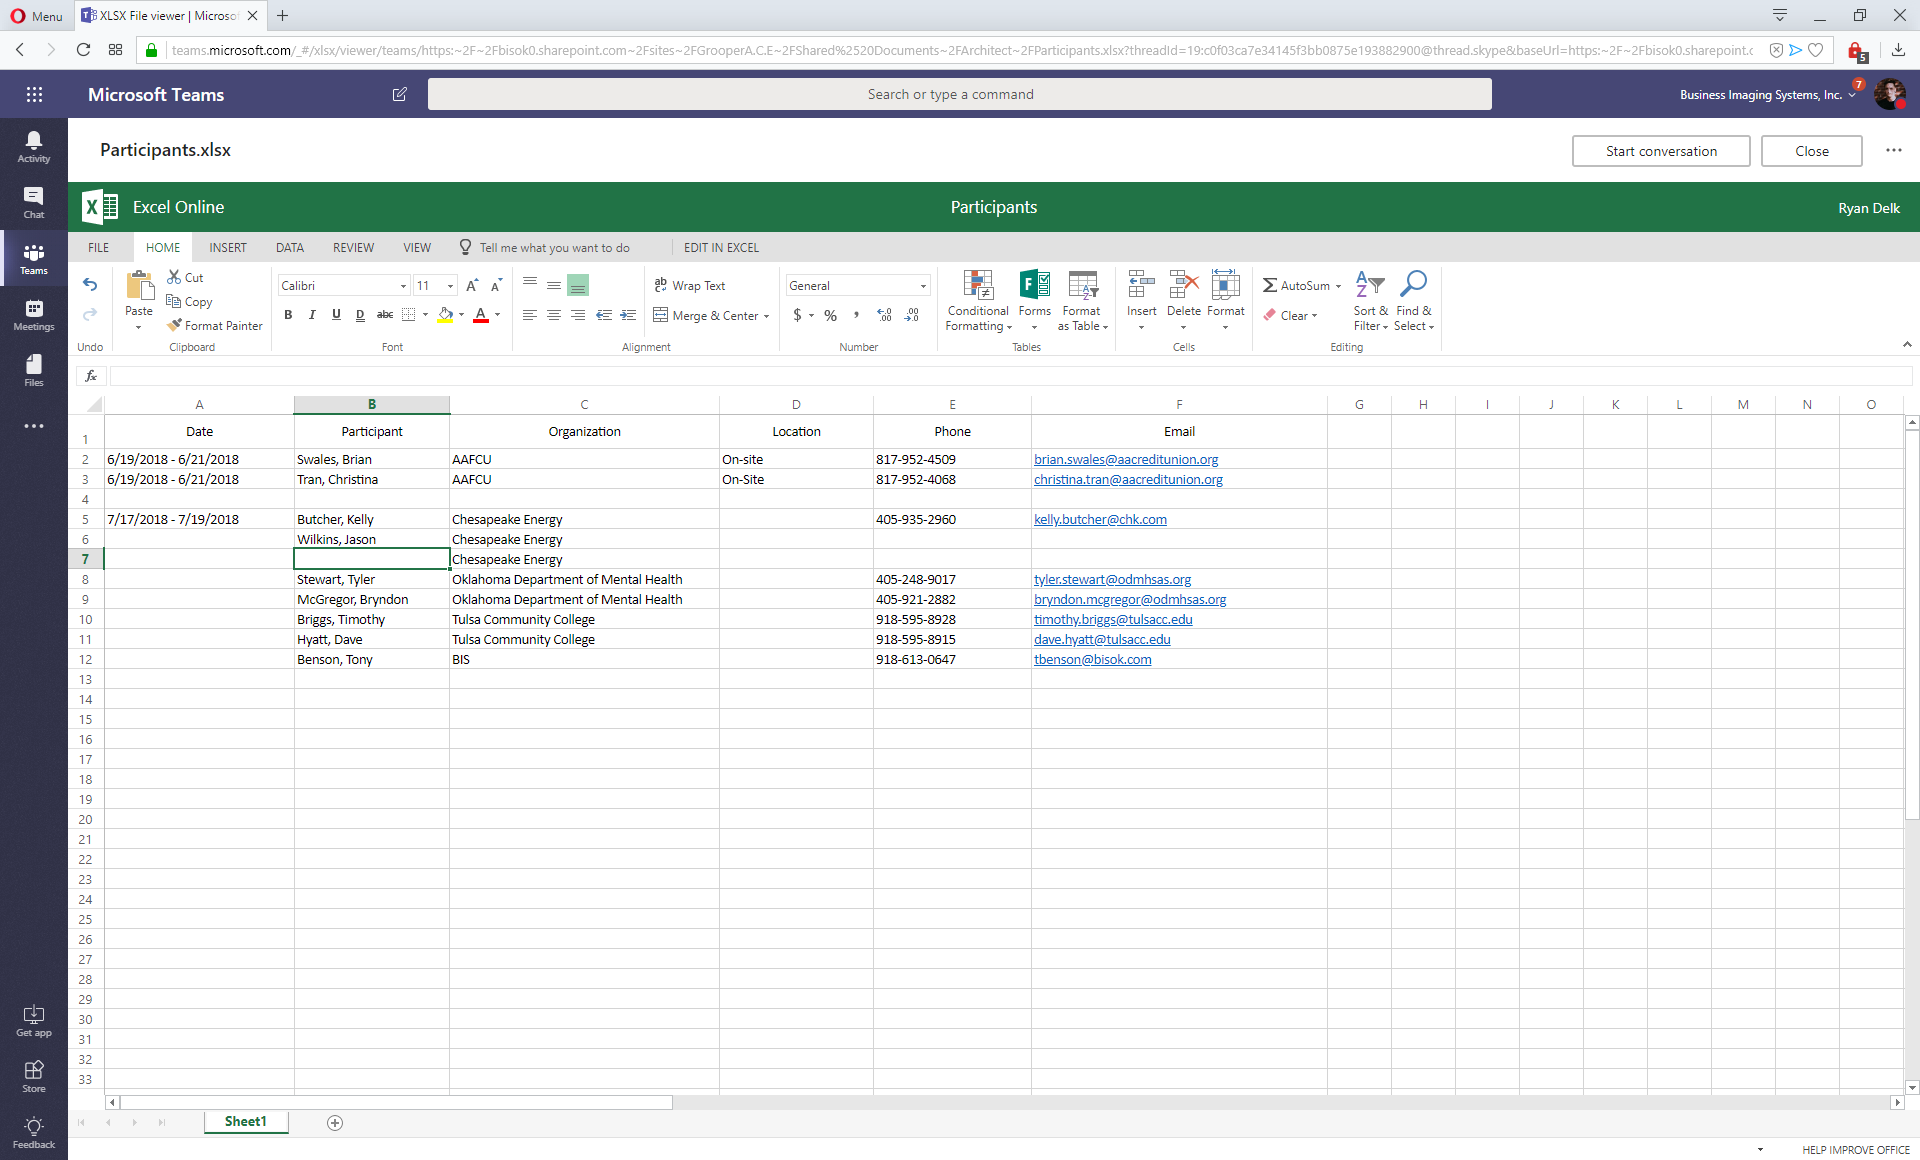 Menu
XLSX File viewer | Microso
teams.microsoft.com/_#/xlsx/viewer/teams/https:~2F~2Fbisok0.sharepoint.com~2Fsites~2FGrooperA.C.E~2FShared%2520Documents~2FArchitect~2FParticipants.xlsx?threadId=19:c0f03ca7e34145f3bb0875e193882900@thread.skype&baseUrl=https:~2F~2Fbisok0.sharepoint.c
5
Microsoft Teams
Search or type a command
Business Imaging Systems, Inc.
7
Activity
Chat
Teams
Meetings
Files
Get app
Store
Feedback
Participants.xlsx
Start conversation
Close
Excel Online
Participants
Ryan Delk
FILE HOME INSERT DATA REVIEW VIEW Tell me what you want to do EDIT IN EXCEL
Undo
Paste
Cut
Copy
Format Painter
Clipboard
Calibri 11
B I U D abc
Font
Wrap Text
Merge & Center
Alignment
General
$ % , .00 .00
Number
Conditional Formatting
Forms
Format as Table
Tables
Insert
Delete
Format
Cells
AutoSum
Clear
Sort & Filter
Find & Select
Editing
fx
A B C D E F G H I J K L M N O
1 Date Participant Organization Location Phone Email
2 6/19/2018 - 6/21/2018 Swales, Brian AAFCU On-site 817-952-4509 brian.swales@aacreditunion.org
3 6/19/2018 - 6/21/2018 Tran, Christina AAFCU On-Site 817-952-4068 christina.tran@aacreditunion.org
4
5 7/17/2018 - 7/19/2018 Butcher, Kelly Chesapeake Energy 405-935-2960 kelly.butcher@chk.com
6 Wilkins, Jason Chesapeake Energy
7 Chesapeake Energy
8 Stewart, Tyler Oklahoma Department of Mental Health 405-248-9017 tyler.stewart@odmhsas.org
9 McGregor, Bryndon Oklahoma Department of Mental Health 405-921-2882 bryndon.mcgregor@odmhsas.org
10 Briggs, Timothy Tulsa Community College 918-595-8928 timothy.briggs@tulsacc.edu
11 Hyatt, Dave Tulsa Community College 918-595-8915 dave.hyatt@tulsacc.edu
12 Benson, Tony BIS 918-613-0647 tbenson@bisok.com
13
14
15
16
17
18
19
20
21
22
23
24
25
26
27
28
29
30
31
32
33
Sheet1
HELP IMPROVE OFFICE